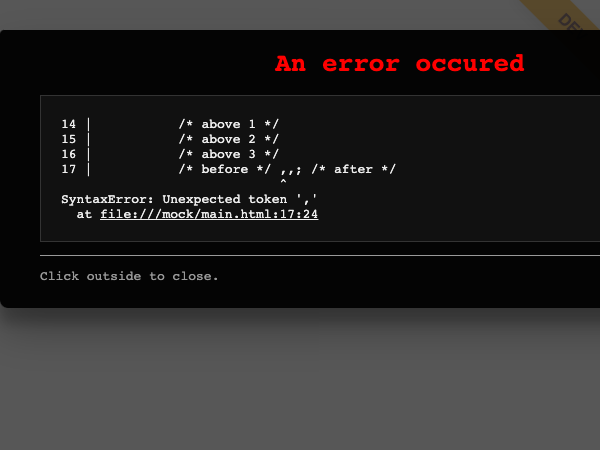 DE
An error occured
14 | /* above 1 */
15 | /* above 2 */
16 | /* above 3 */
17 | /* before */ ,,; /* after */
^
SyntaxError: Unexpected token ','
at file:///mock/main.html:17:24
Click outside to close.